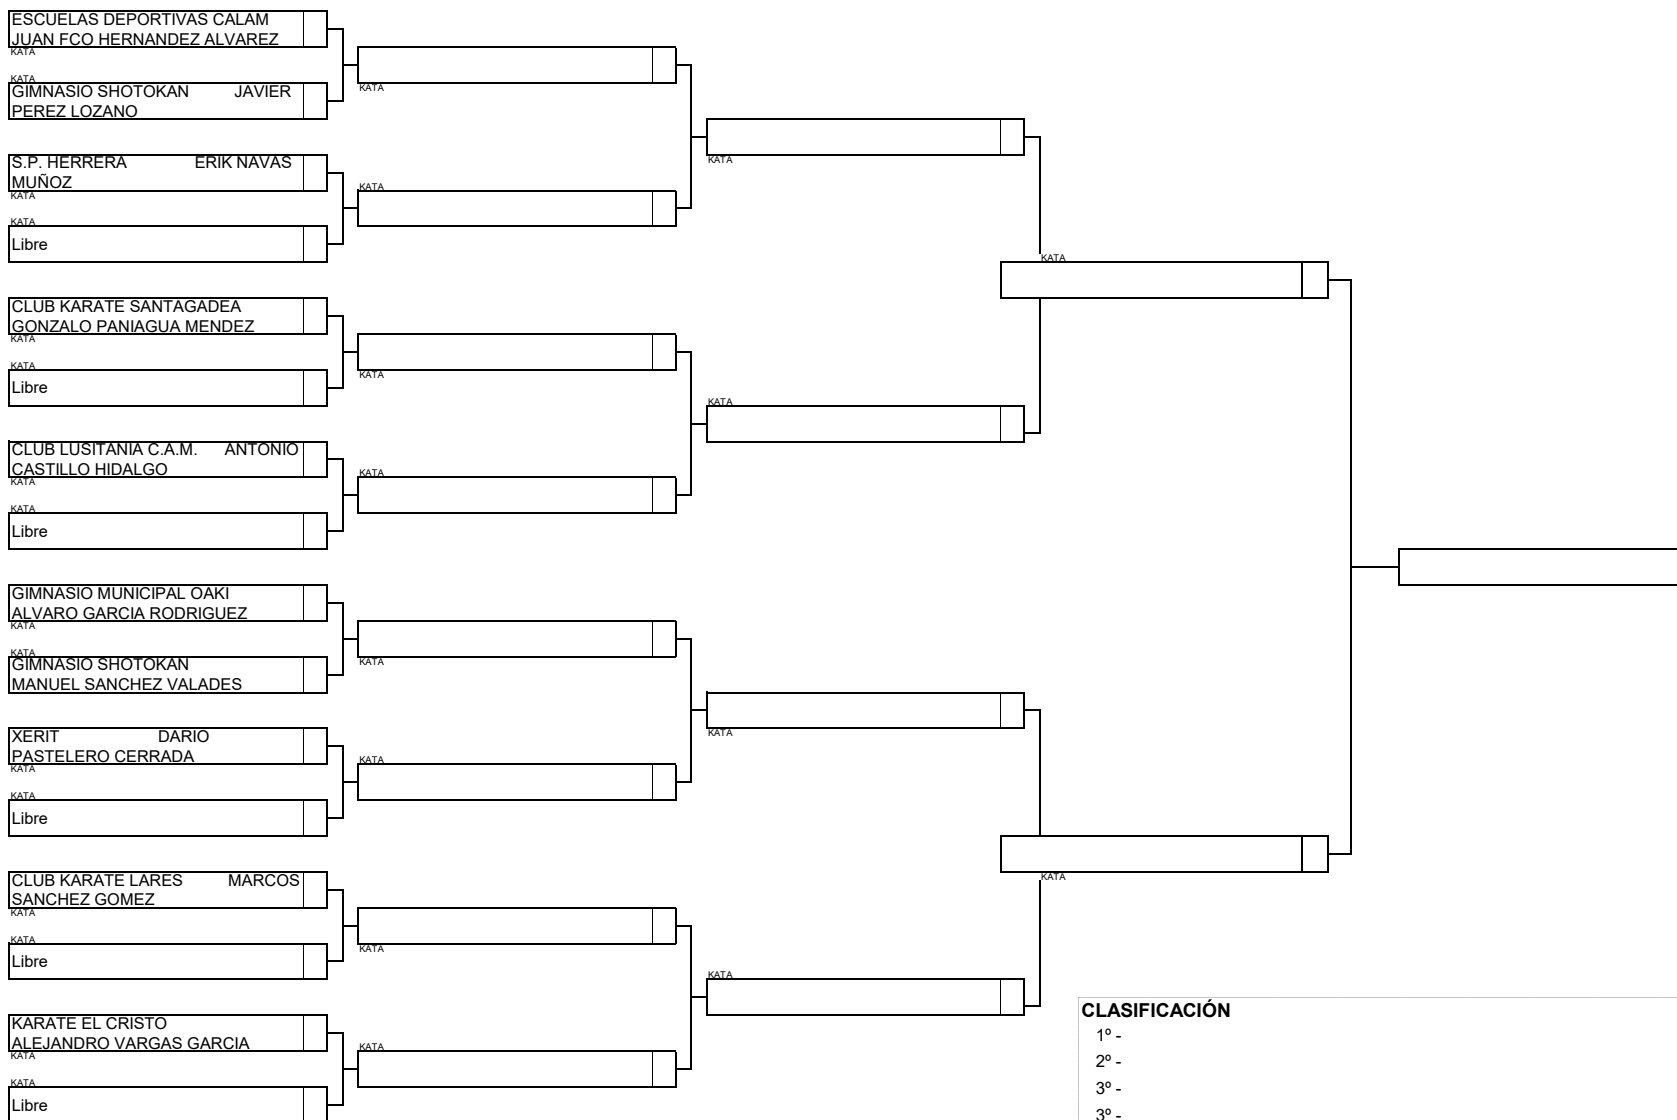 ESCUELAS DEPORTIVAS CALAM
JUAN FCO HERNANDEZ ALVAREZ
KATA
KATA
GIMNASIO SHOTOKAN JAVIER
PEREZ LOZANO
S.P. HERRERA ERIK NAVAS
MUÑOZ
KATA
KATA
Libre
CLUB KARATE SANTAGADEA
GONZALO PANIAGUA MENDEZ
KATA
KATA
Libre
CLUB LUSITANIA C.A.M. ANTONIO
CASTILLO HIDALGO
KATA
KATA
Libre
GIMNASIO MUNICIPAL OAKI
ALVARO GARCIA RODRIGUEZ
KATA
KATA
GIMNASIO SHOTOKAN
MANUEL SANCHEZ VALADES
XERIT DARIO
PASTELERO CERRADA
KATA
KATA
Libre
CLUB KARATE LARES MARCOS
SANCHEZ GOMEZ
KATA
KATA
Libre
KARATE EL CRISTO
ALEJANDRO VARGAS GARCIA
KATA
KATA
Libre
KATA
KATA
KATA
KATA
KATA
KATA
KATA
KATA
KATA
KATA
KATA
KATA
KATA
KATA
CLASIFICACIÓN
1º -
2º -
3º -
3º -